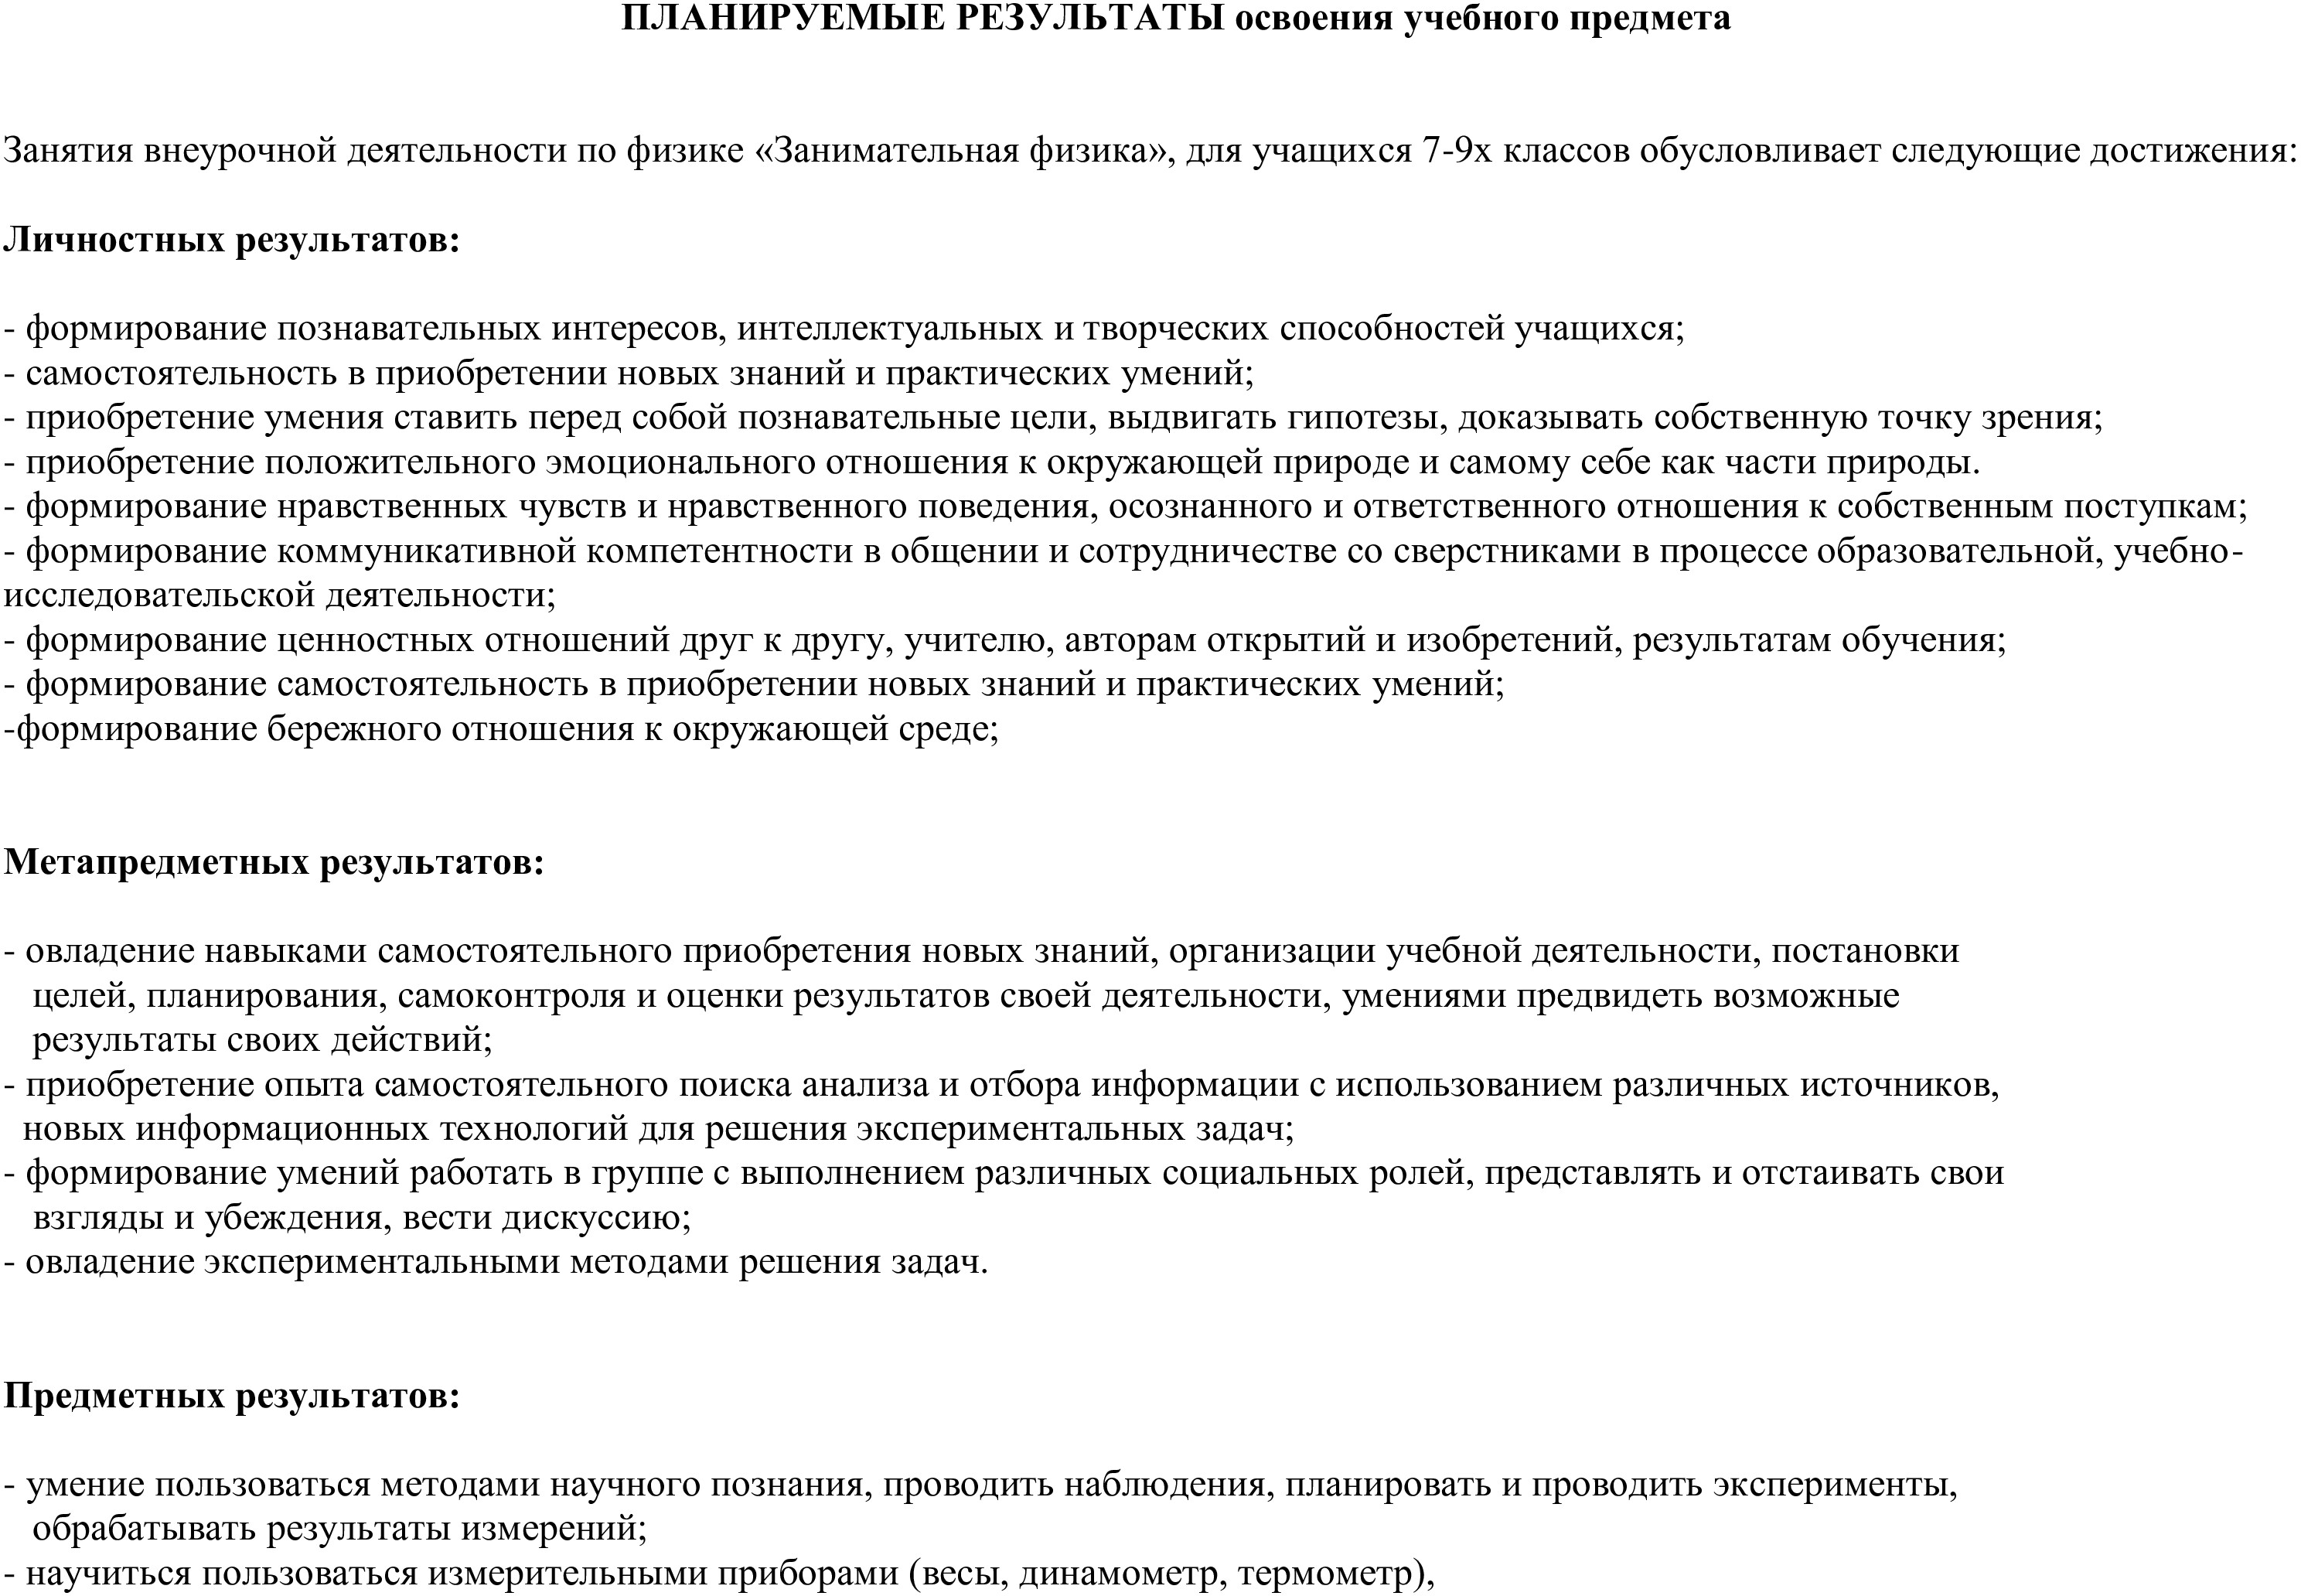 ПЛАНИРУЕМЫЕ РЕЗУЛЬТАТЫ освоения учебного предмета
Занятия внеурочной деятельности по физике «Занимательная физика», для учащихся 7-9х классов обусловливает следующие достижения:
Личностных результатов:
- формирование познавательных интересов, интеллектуальных и творческих способностей учащихся;
- самостоятельность в приобретении новых знаний и практических умений;
- приобретение умения ставить перед собой познавательные цели, выдвигать гипотезы, доказывать собственную точку зрения;
- приобретение положительного эмоционального отношения к окружающей природе и самому себе как части природы.
- формирование нравственных чувств и нравственного поведения, осознанного и ответственного отношения к собственным поступкам;
- формирование коммуникативной компетентности в общении и сотрудничестве со сверстниками в процессе образовательной, учебно-
исследовательской деятельности;
- формирование ценностных отношений друг к другу, учителю, авторам открытий и изобретений, результатам обучения;
- формирование самостоятельность в приобретении новых знаний и практических умений;
-формирование бережного отношения к окружающей среде;
Метапредметных результатов:
- овладение навыками самостоятельного приобретения новых знаний, организации учебной деятельности, постановки
целей, планирования, самоконтроля и оценки результатов своей деятельности, умениями предвидеть возможные
результаты своих действий;
- приобретение опыта самостоятельного поиска анализа и отбора информации с использованием различных источников,
новых информационных технологий для решения экспериментальных задач;
- формирование умений работать в группе с выполнением различных социальных ролей, представлять и отстаивать свои
взгляды и убеждения, вести дискуссию;
- овладение экспериментальными методами решения задач.
Предметных результатов:
- умение пользоваться методами научного познания, проводить наблюдения, планировать и проводить эксперименты,
обрабатывать результаты измерений;
- научиться пользоваться измерительными приборами (весы, динамометр, термометр),